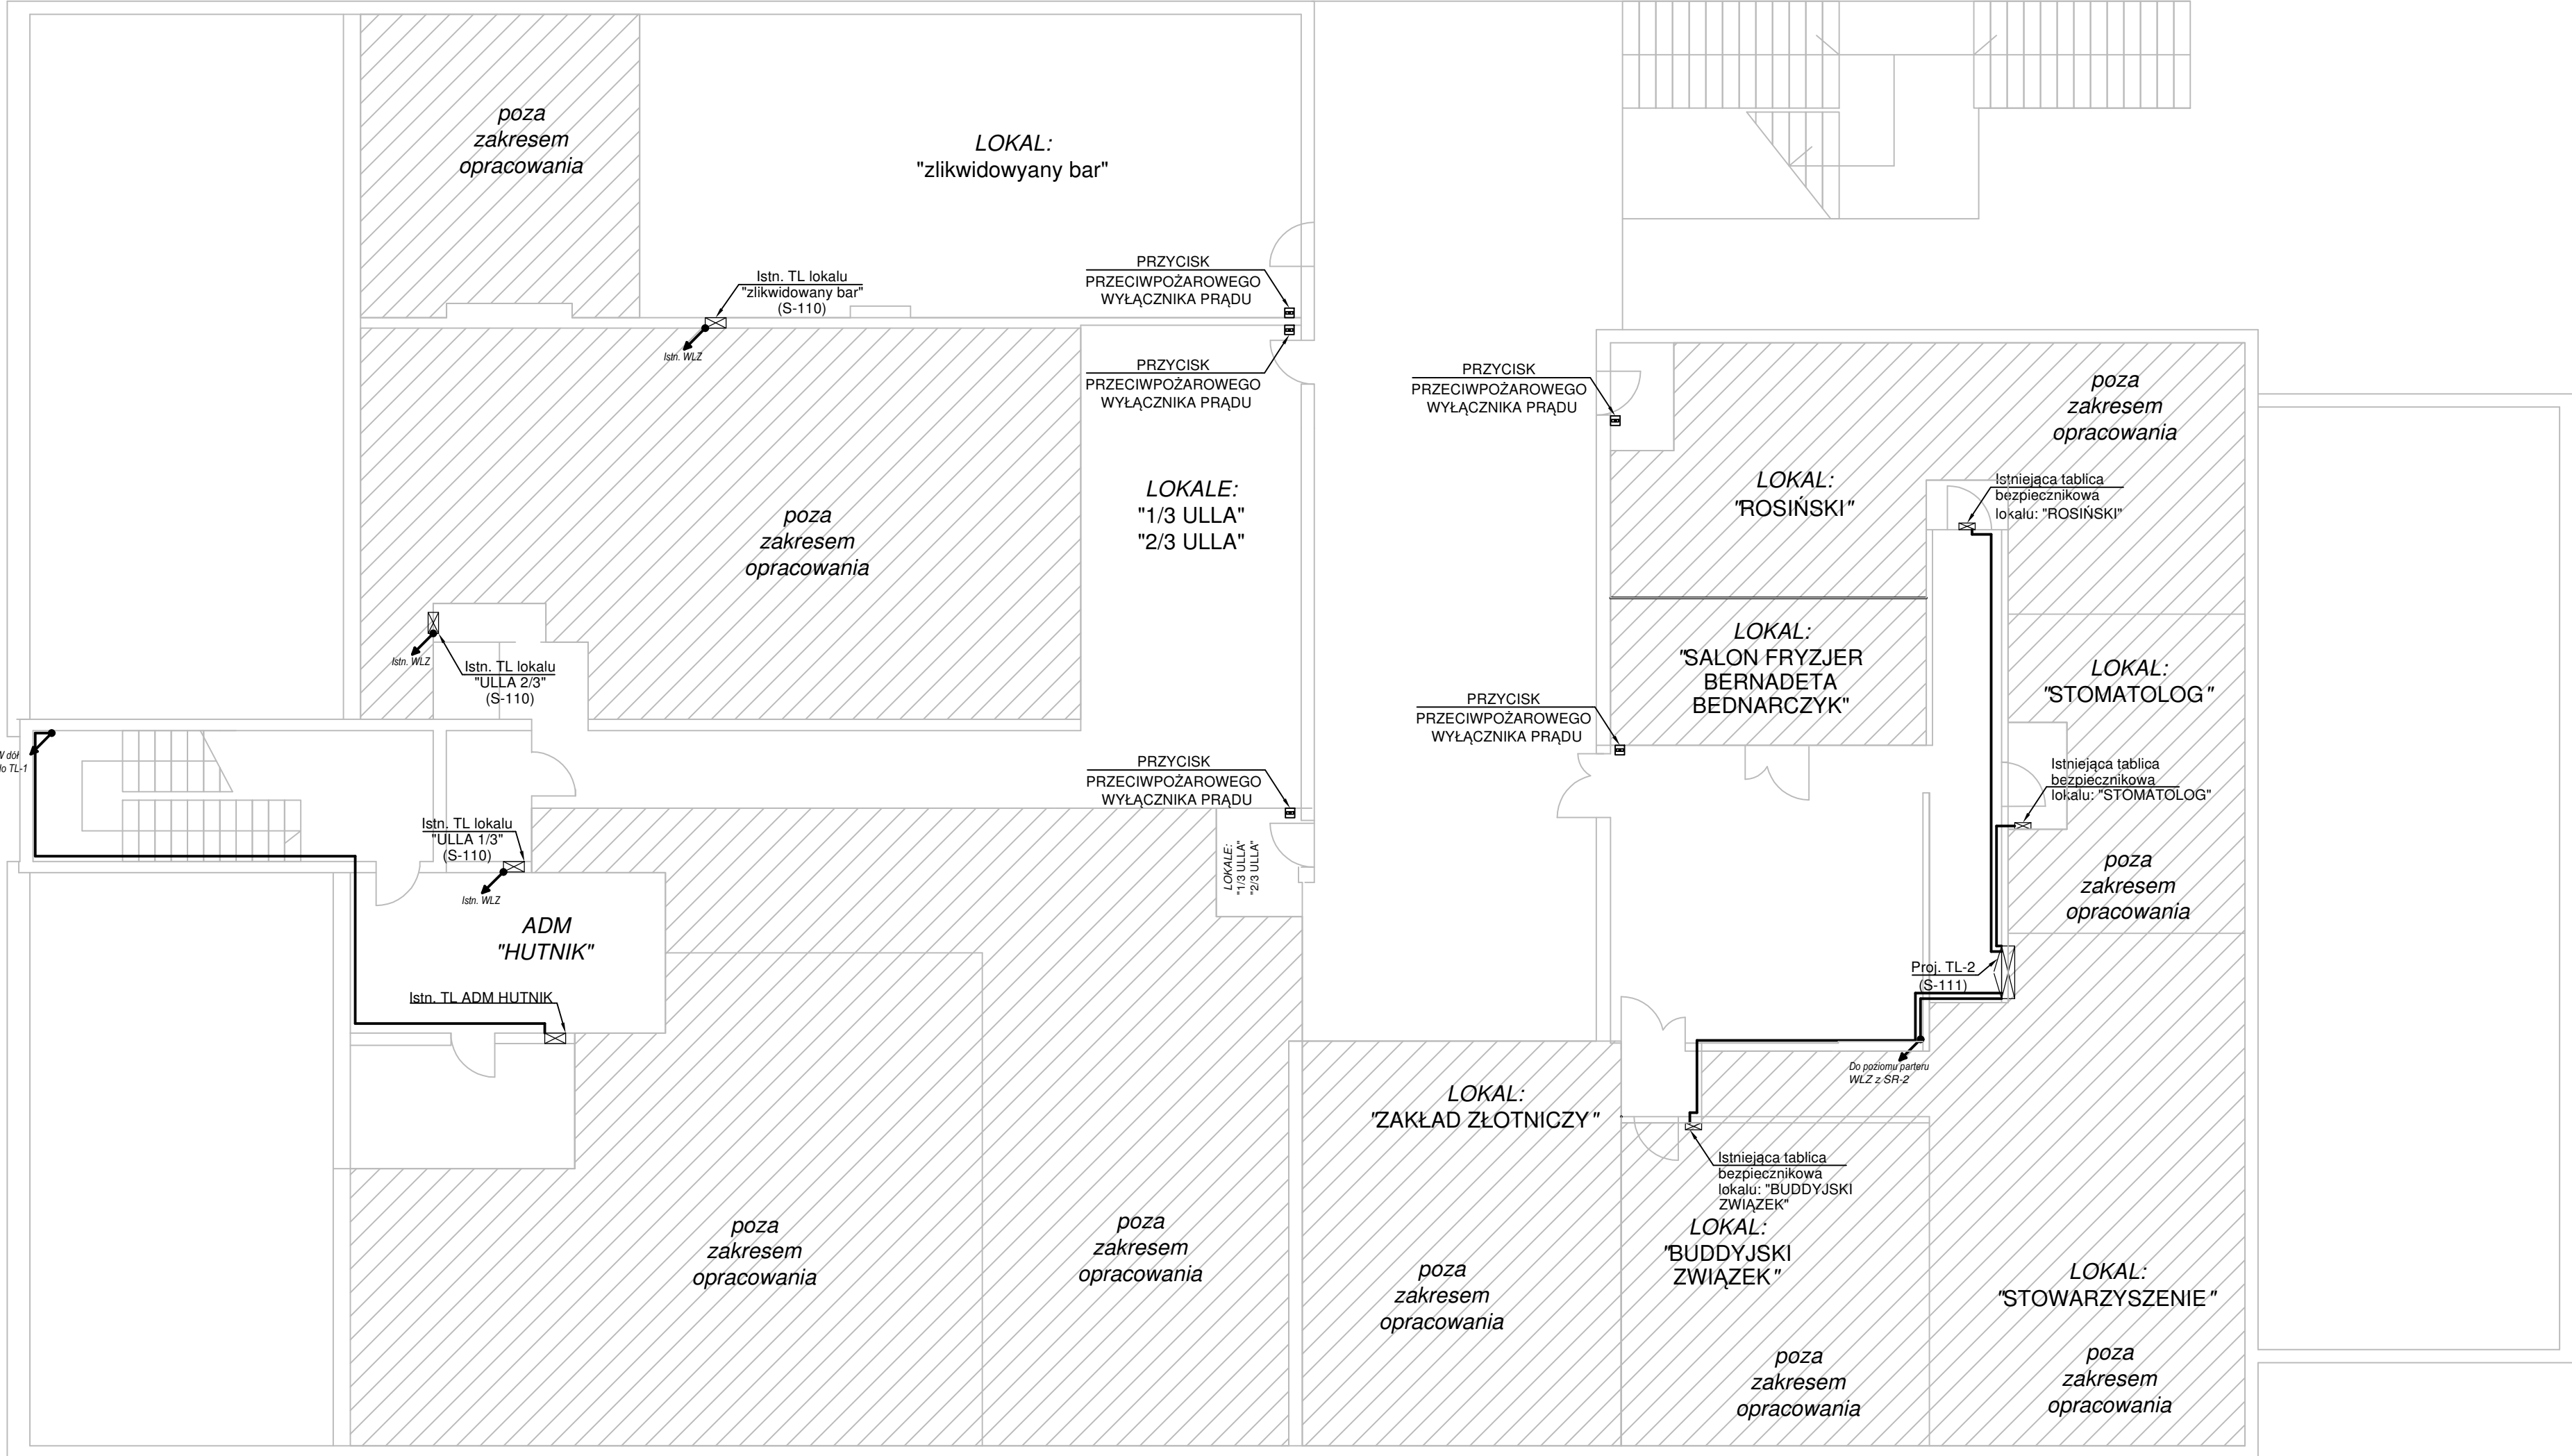 poza
zakresem
opracowania
LOKAL:
"zlikwidowyany bar"
Istn. TL lokalu
"zlikwidowany bar"
(S-110)
Istn. WLZ
PRZYCISK
PRZECIWPOŻAROWEGO
WYŁĄCZNIKA PRĄDU
PRZYCISK
PRZECIWPOŻAROWEGO
WYŁĄCZNIKA PRĄDU
LOKALE:
"1/3 ULLA"
"2/3 ULLA"
poza
zakresem
opracowania
Istn. WLZ
Istn. TL lokalu
"ULLA 2/3"
(S-110)
W dół
do TL-1
Istn. TL lokalu
"ULLA 1/3"
(S-110)
Istn. WLZ
ADM
"HUTNIK"
Istn. TL ADM HUTNIK
PRZYCISK
PRZECIWPOŻAROWEGO
WYŁĄCZNIKA PRĄDU
LOKALE:
"1/3 ULLA"
"2/3 ULLA"
poza
zakresem
opracowania
poza
zakresem
opracowania
PRZYCISK
PRZECIWPOŻAROWEGO
WYŁĄCZNIKA PRĄDU
poza
zakresem
opracowania
LOKAL:
"ROSIŃSKI"
Istniejąca tablica
bezpiecznikowa
lokalu: "ROSIŃSKI"
LOKAL:
"SALON FRYZJER
BERNADETA
BEDNARCZYK"
LOKAL:
"STOMATOLOG"
PRZYCISK
PRZECIWPOŻAROWEGO
WYŁĄCZNIKA PRĄDU
Istniejąca tablica
bezpiecznikowa
lokalu: "STOMATOLOG"
poza
zakresem
opracowania
Proj. TL-2
(S-111)
Do poziomu parteru
WLZ z SR-2
LOKAL:
"ZAKŁAD ZŁOTNICZY"
poza
zakresem
opracowania
Istniejąca tablica
bezpiecznikowa
lokalu: "BUDDYJSKI
ZWIĄZEK"
LOKAL:
"BUDDYJSKI
ZWIĄZEK"
poza
zakresem
opracowania
LOKAL:
"STOWARZYSZENIE"
poza
zakresem
opracowania